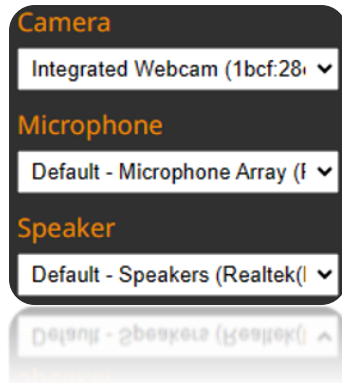 Camera
Integrated Webcam (1bcf:28
Microphone
Default - Microphone Array (
Speaker
Default - Speakers (Realtek(